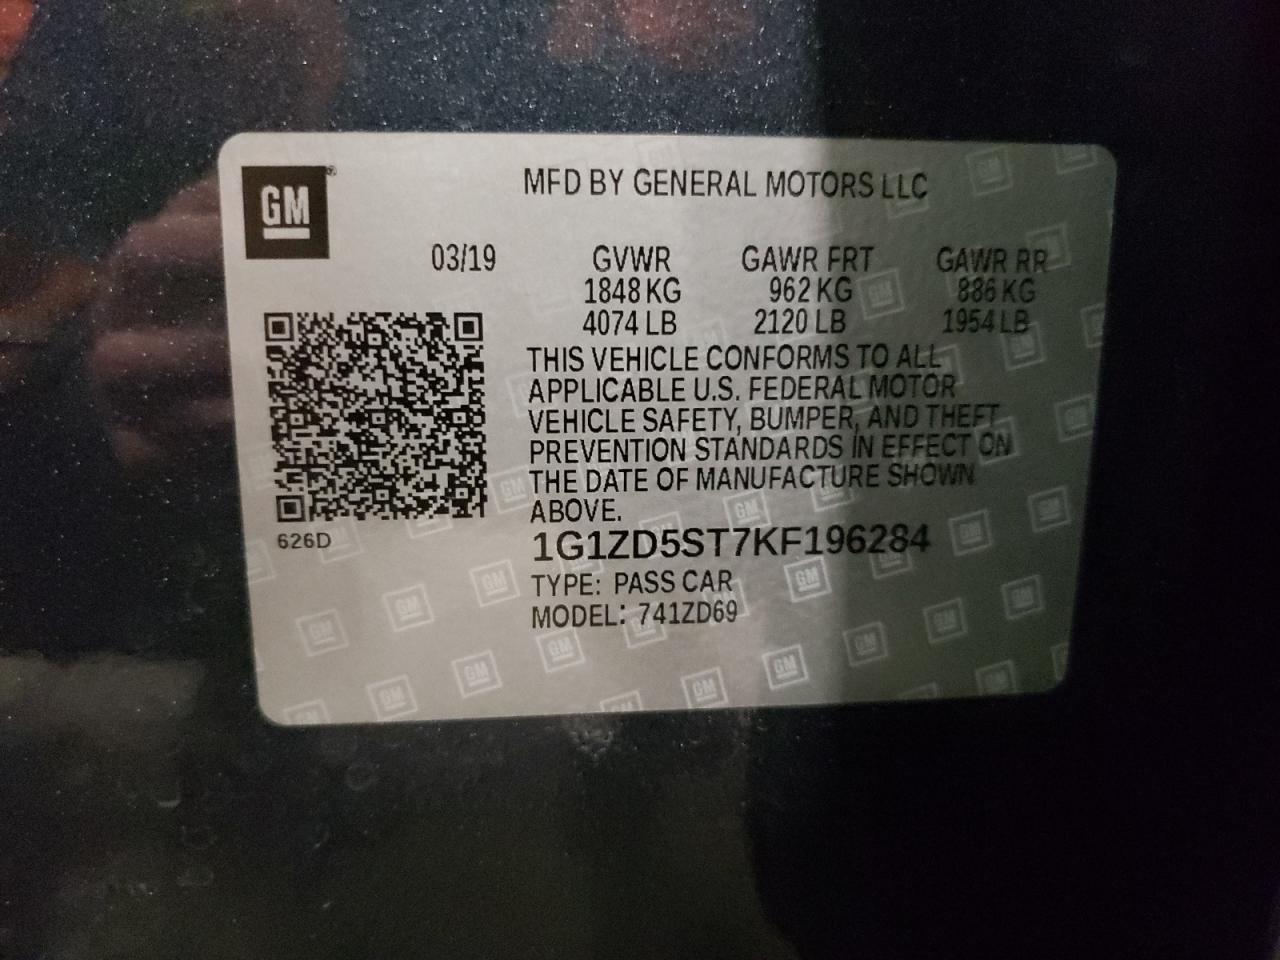 GM
MFD BY GENERAL MOTORS LLC
03/19 GVWR GAWR FRT GAWR RR
1848 KG 962 KG 886 KG
4074 LB 2120 LB 1954 LB
THIS VEHICLE CONFORMS TO ALL
APPLICABLE U.S. FEDERAL MOTOR
VEHICLE SAFETY, BUMPER, AND THEFT
PREVENTION STANDARDS IN EFFECT ON
THE DATE OF MANUFACTURE SHOWN
ABOVE.
626D
1G1ZD5ST7KF196284
TYPE: PASS CAR
MODEL: 741ZD69